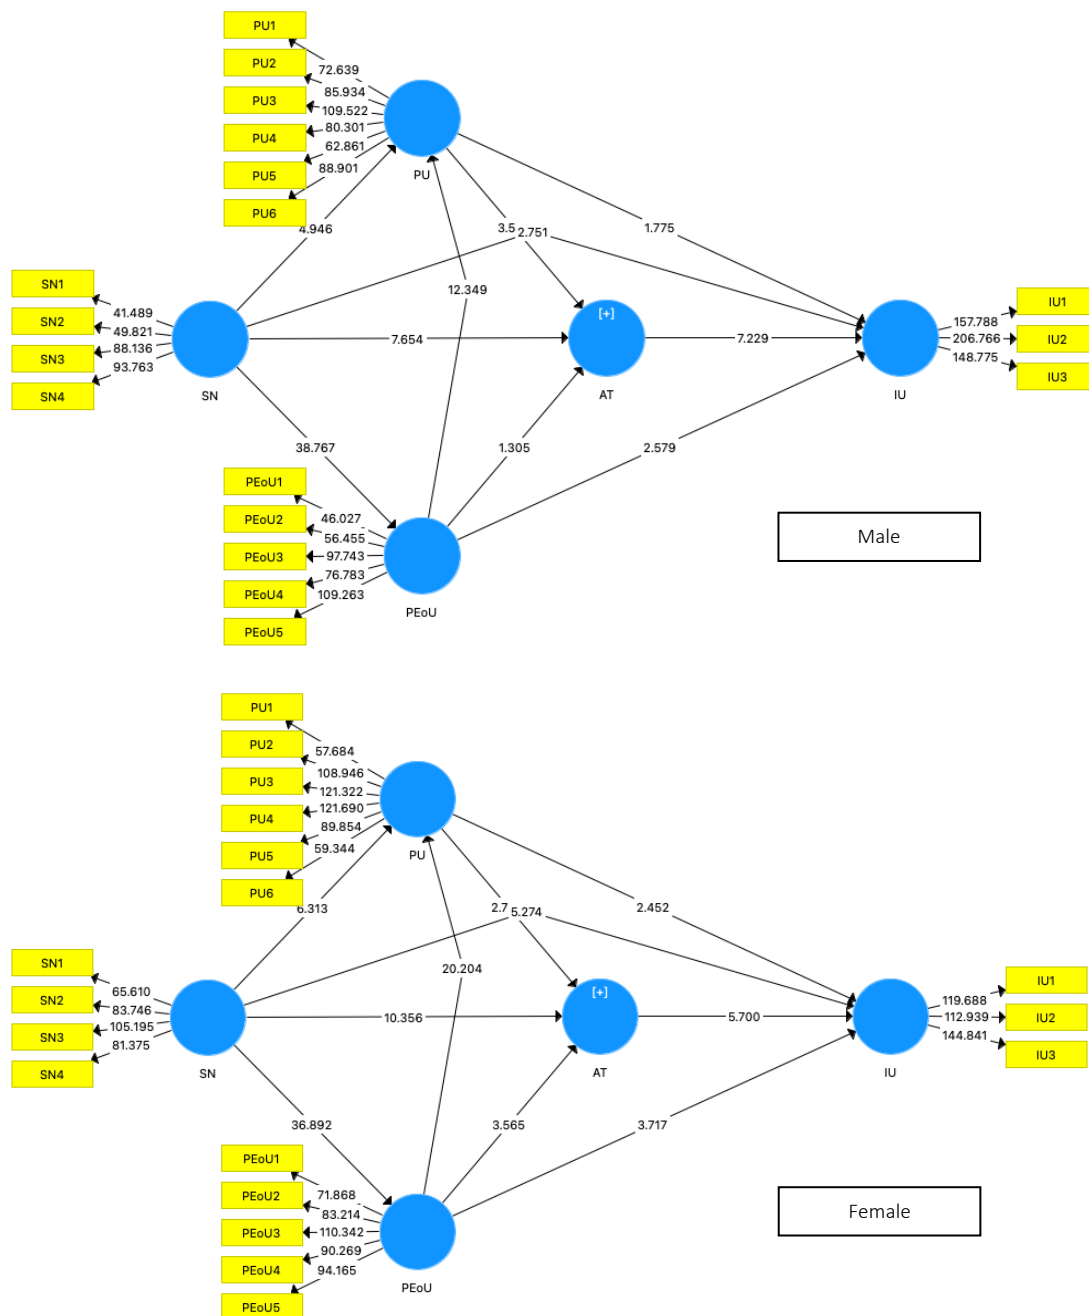 PU1
PU2
PU3
PU4
PU5
PU6
72.639
85.934
109.522
80.301
62.861
88.901
PU
4.946
3.5
2.751
1.775
12.349
SN1
SN2
SN3
SN4
41.489
49.821
88.136
93.763
SN
7.654
[+]
AT
7.229
IU
157.788
206.766
148.775
IU1
IU2
IU3
38.767
1.305
2.579
PEoU1
PEoU2
PEoU3
PEoU4
PEoU5
46.027
56.455
97.743
76.783
109.263
PEoU
Male
PU1
PU2
PU3
PU4
PU5
PU6
57.684
108.946
121.322
121.690
89.854
59.344
PU
6.313
2.7
5.274
2.452
20.204
SN1
SN2
SN3
SN4
65.610
83.746
105.195
81.375
SN
10.356
[+]
AT
5.700
IU
119.688
112.939
144.841
IU1
IU2
IU3
36.892
3.565
3.717
PEoU1
PEoU2
PEoU3
PEoU4
PEoU5
71.868
83.214
110.342
90.269
94.165
PEoU
Female